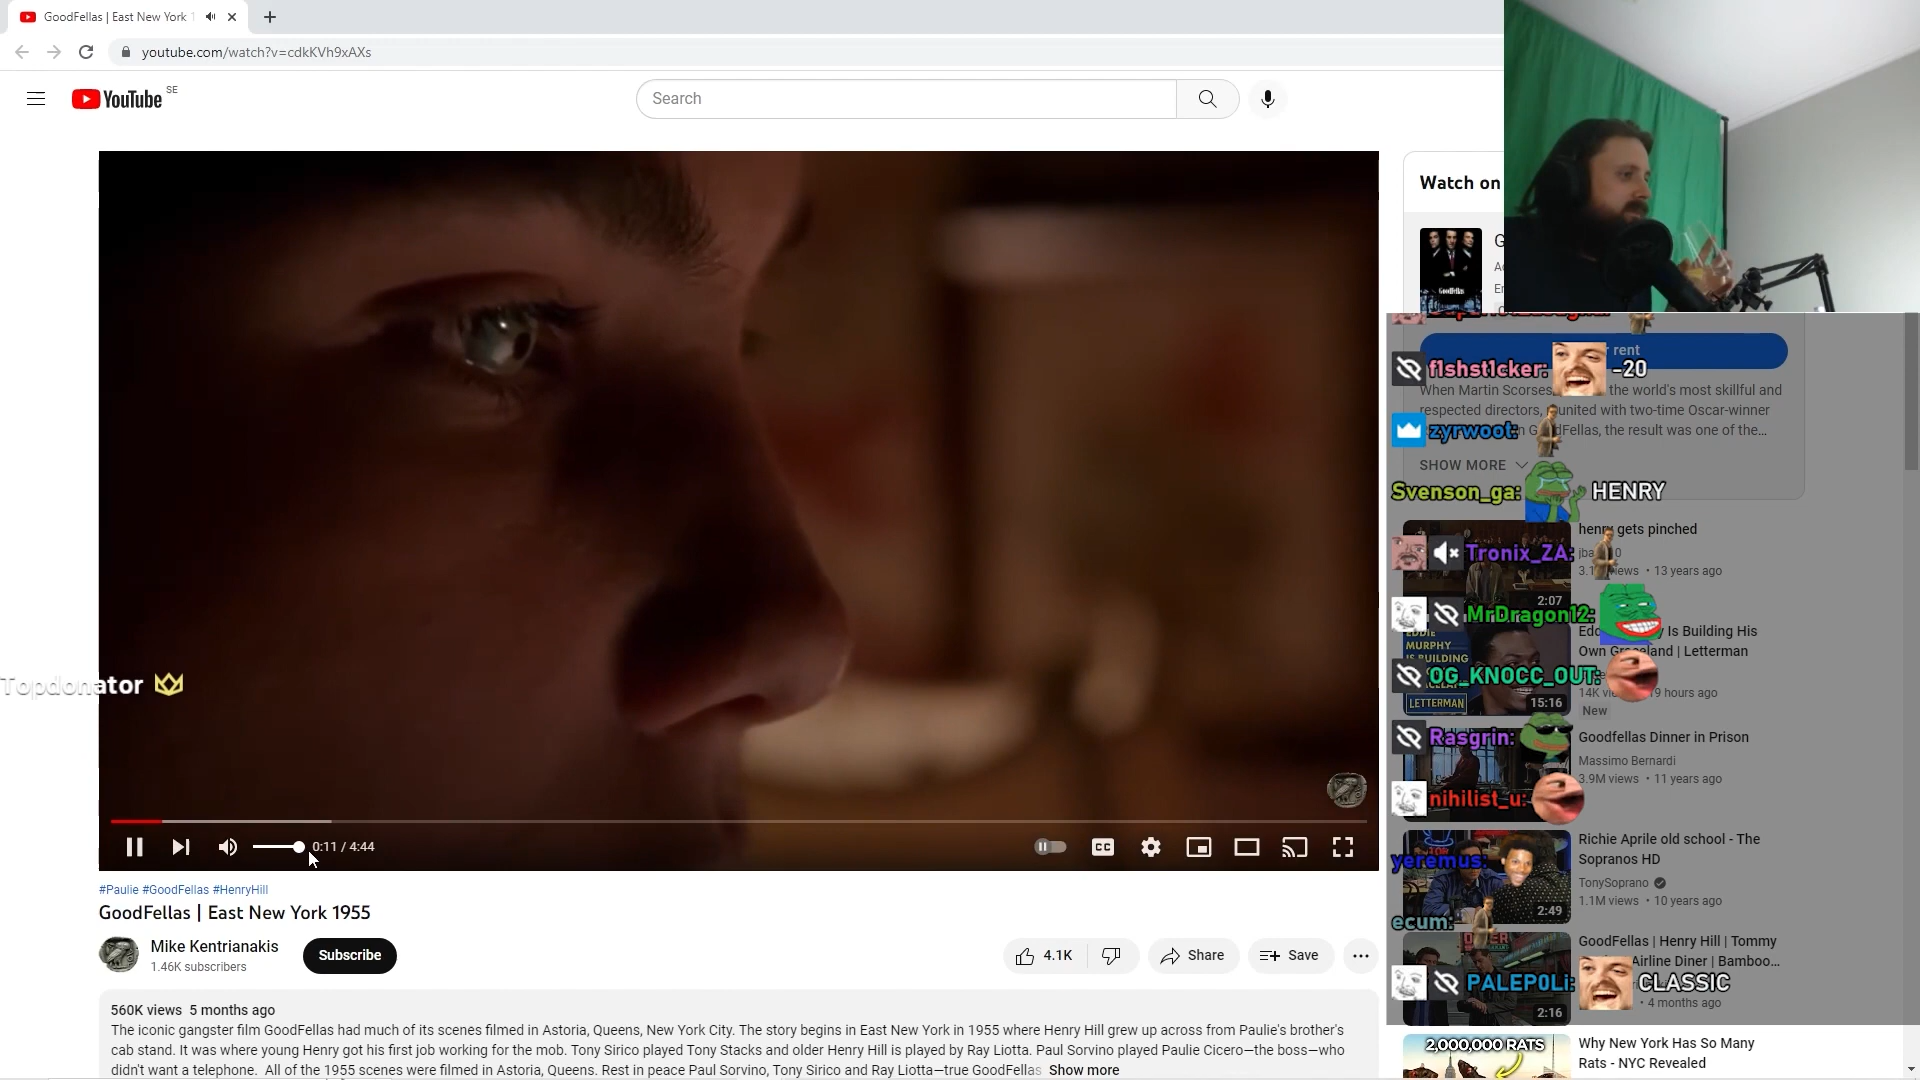 GoodFellas | East New York 1
youtube.com/watch?v=cdkKVh9xAXs
YouTube SE
Search
Watch on
G
rent
f1shst1cker: -20
When Martin Scorses the world's most skillful and
respected directors, united with two-time Oscar-winner
zyrwoot: Fellas, the result was one of the...
SHOW MORE
Svenson_ga: HENRY
henry gets pinched
Tronix_ZA:
views • 13 years ago
2:07
MrDragon12:
EDDIE MURPHY IS BUILDING
LETTERMAN
15:16
Is Building His
Own Graceland | Letterman
OG_KNOCC_OUT:
14K 19 hours ago
New
Rasgrin:
Goodfellas Dinner in Prison
Massimo Bernardi
3.9M views • 11 years ago
nihilist_u:
Topdonator
0:11 / 4:44
CC
yeremus:
Richie Aprile old school - The
Sopranos HD
TonySoprano
1.1M views • 10 years ago
2:49
ecum:
#Paulie #GoodFellas #HenryHill
GoodFellas | East New York 1955
Mike Kentrianakis
1.46K subscribers
Subscribe
4.1K
Share
Save
GoodFellas | Henry Hill | Tommy
Airline Diner | Bamboo...
PALEP0Li: CLASSIC
• 4 months ago
2:16
560K views 5 months ago
The iconic gangster film GoodFellas had much of its scenes filmed in Astoria, Queens, New York City. The story begins in East New York in 1955 where Henry Hill grew up across from Paulie's brother's
cab stand. It was where young Henry got his first job working for the mob. Tony Sirico played Tony Stacks and older Henry Hill is played by Ray Liotta. Paul Sorvino played Paulie Cicero—the boss—who
didn't want a telephone. All of the 1955 scenes were filmed in Astoria, Queens. Rest in peace Paul Sorvino, Tony Sirico and Ray Liotta—true GoodFellas Show more
2,000,000 RATS
Why New York Has So Many
Rats - NYC Revealed